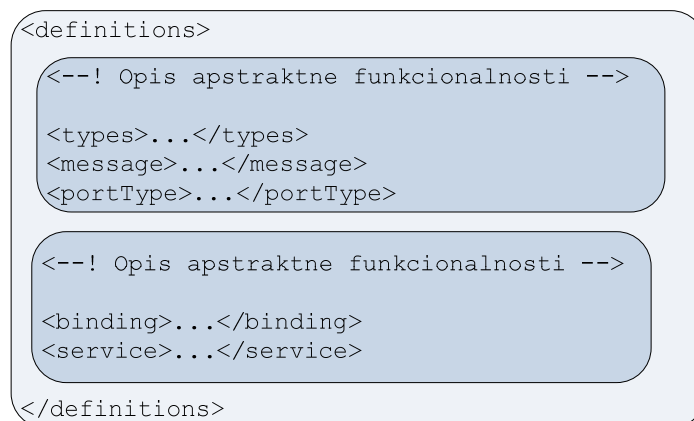 <definitions>
<--! Opis apstraktne funkcionalnosti -->
<types>...</types>
<message>...</message>
<portType>...</portType>
<--! Opis apstraktne funkcionalnosti -->
<binding>...</binding>
<service>...</service>
</definitions>